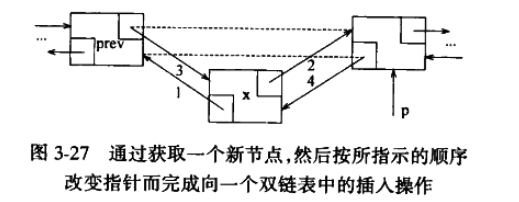 ...
prev
...
3
2
1
x
4
p
图 3-27 通过获取一个新节点,然后按所指示的顺序
改变指针而完成向一个双链表中的插入操作